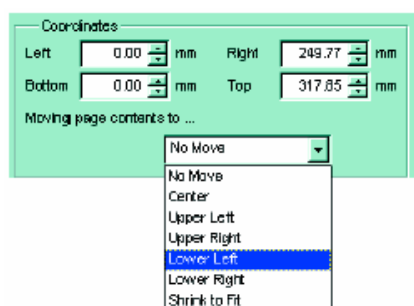 Coordinates
Left 0.00 mm Right 249.77 mm
Bottom 0.00 mm Top 317.85 mm
Moving page contents to ...
No Move
No Move
Center
Upper Left
Upper Right
Lower Left
Lower Right
Shrink to Fit